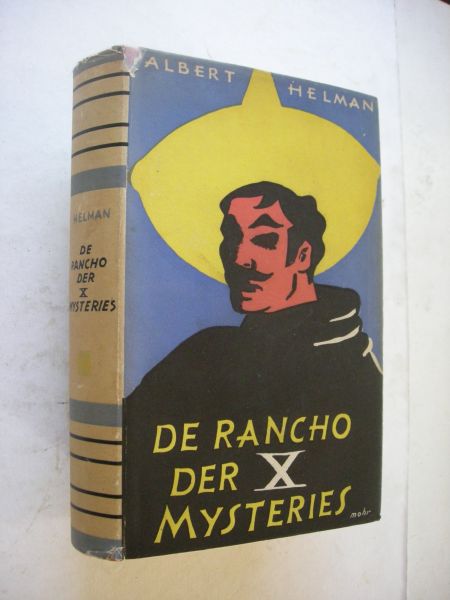 ALBERT HELMAN
DE RANCHO
DER X
MYSTERIES
mohr
HELMAN
DE
RANCHO
DER
X
MYSTERIES